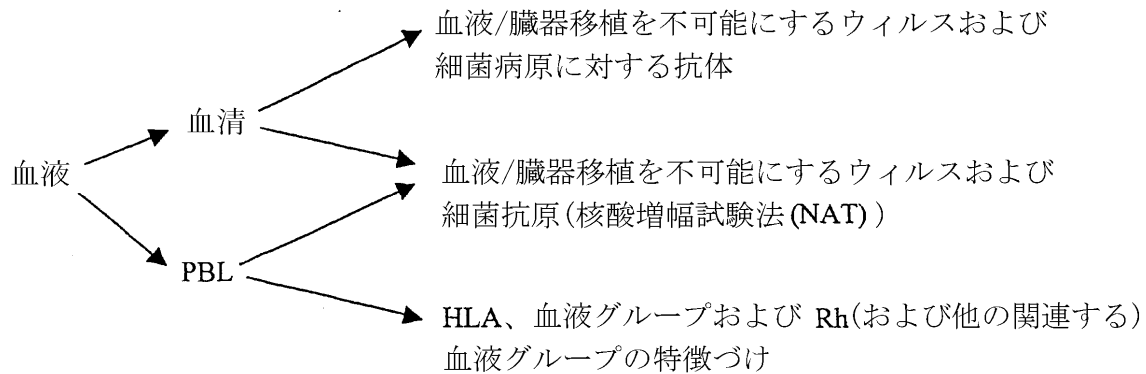 血液/臓器移植を不可能にするウィルスおよび
細菌病原に対する抗体
血清
血液
血液/臓器移植を不可能にするウィルスおよび
細菌抗原(核酸増幅試験法(NAT))
PBL
HLA、血液グループおよび Rh(および他の関連する)
血液グループの特徴づけ